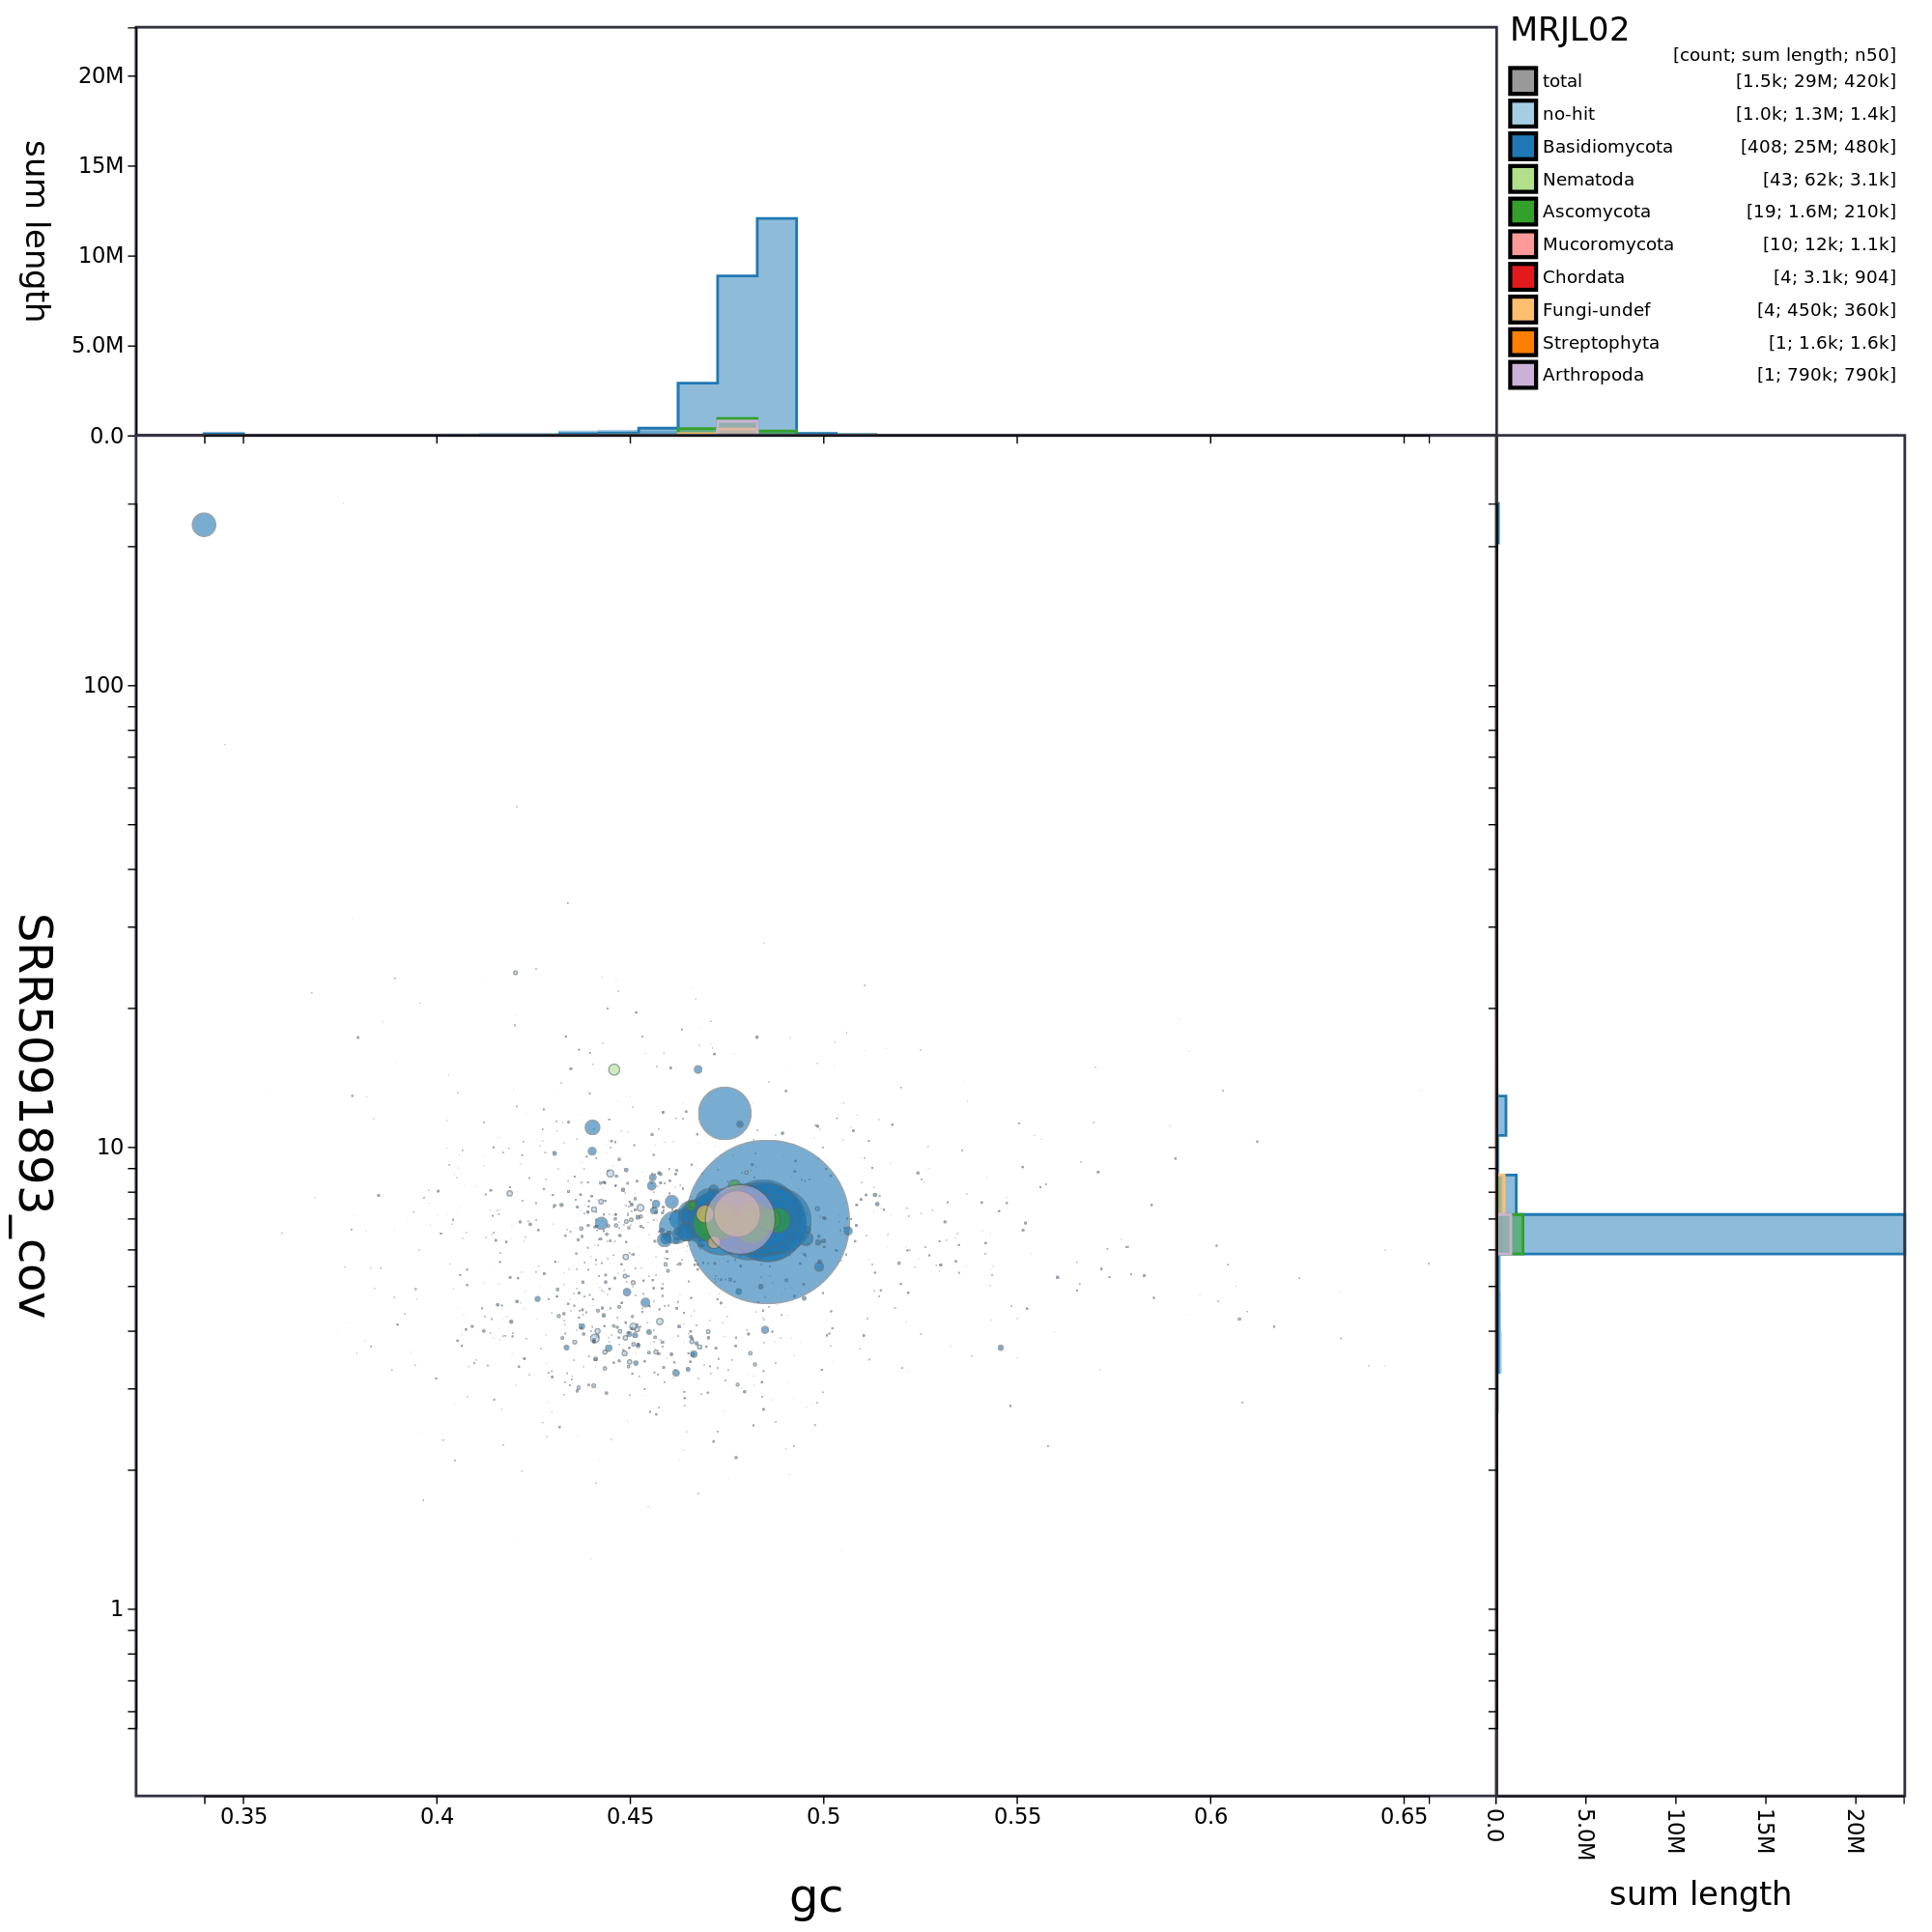 MRJL02
[count; sum length; n50]
total [1.5k; 29M; 420k]
no-hit [1.0k; 1.3M; 1.4k]
Basidiomycota [408; 25M; 480k]
Nematoda [43; 62k; 3.1k]
Ascomycota [19; 1.6M; 210k]
Mucoromycota [10; 12k; 1.1k]
Chordata [4; 3.1k; 904]
Fungi-undef [4; 450k; 360k]
Streptophyta [1; 1.6k; 1.6k]
Arthropoda [1; 790k; 790k]
sum length
20M
15M
10M
5.0M
0.0
SRR5091893_cov
100
10
1
0.35 0.4 0.45 0.5 0.55 0.6 0.65
gc
0.0 5.0M 10M 15M 20M
sum length